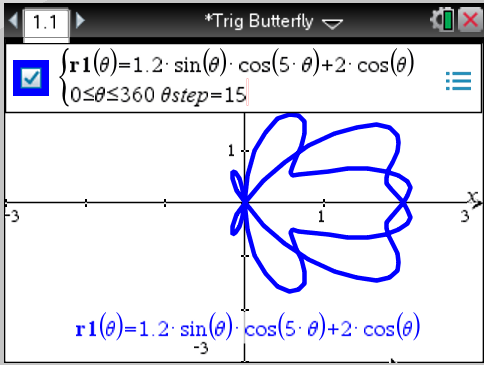 1.1 *Trig Butterfly
r1(θ)=1.2·sin(θ)·cos(5·θ)+2·cos(θ)
0≤θ≤360 θstep=15
1
x
-3 1 3
r1(θ)=1.2·sin(θ)·cos(5·θ)+2·cos(θ)
-3